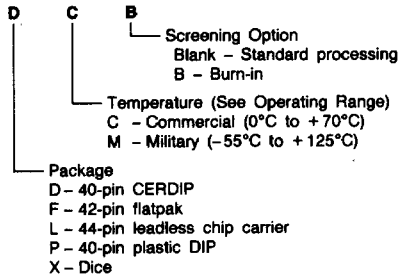 D C B
Screening Option
Blank – Standard processing
B – Burn-in
Temperature (See Operating Range)
C – Commercial (0°C to +70°C)
M – Military (–55°C to +125°C)
Package
D – 40-pin CERDIP
F – 42-pin flatpak
L – 44-pin leadless chip carrier
P – 40-pin plastic DIP
X – Dice